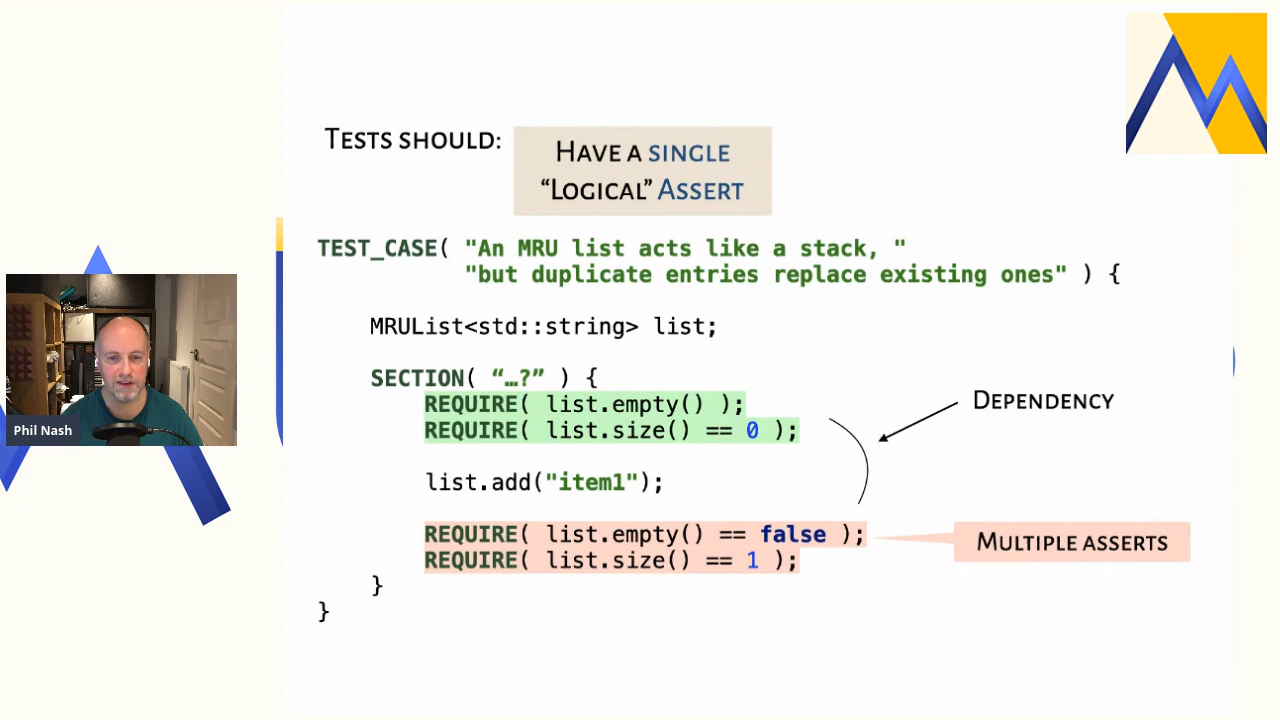 TESTS SHOULD:
HAVE A SINGLE
“LOGICAL” ASSERT
TEST_CASE( "An MRU list acts like a stack, "
"but duplicate entries replace existing ones" ) {
MRUList<std::string> list;
SECTION( “…?” ) {
REQUIRE( list.empty() );
REQUIRE( list.size() == 0 );
DEPENDENCY
list.add("item1");
REQUIRE( list.empty() == false );
REQUIRE( list.size() == 1 );
MULTIPLE ASSERTS
}
}
Phil Nash